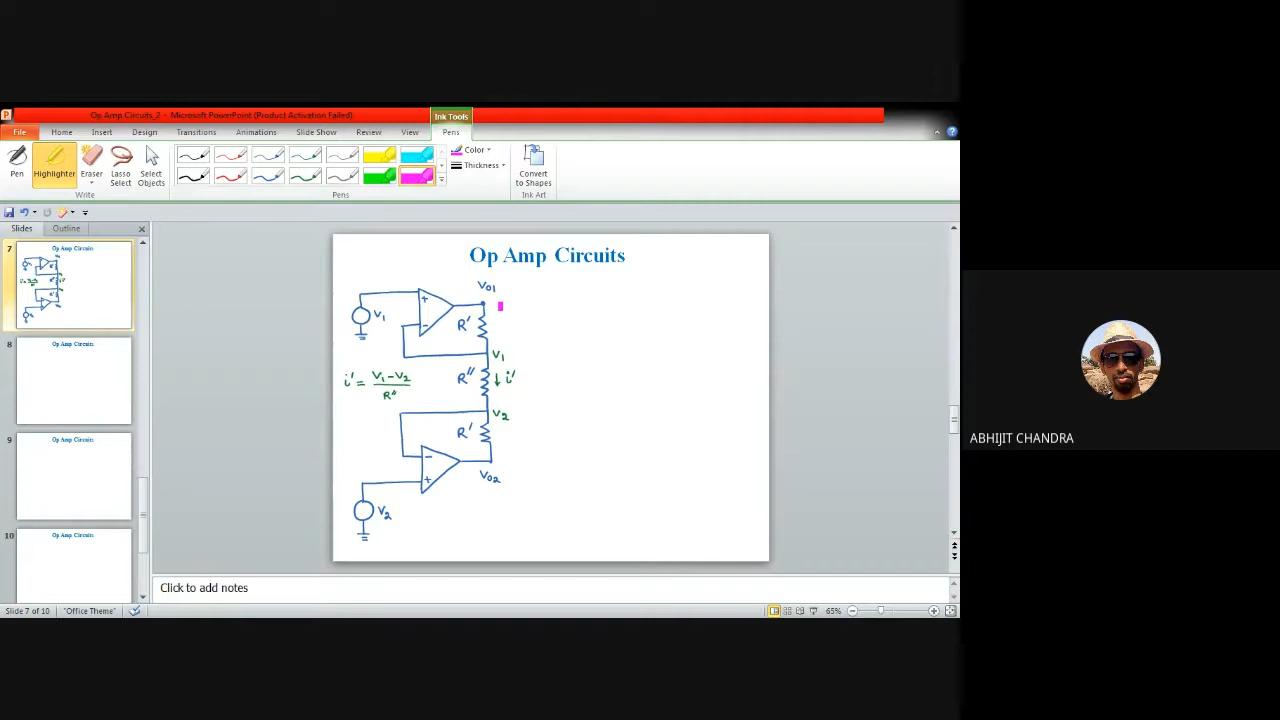 Op Amp Circuits_2 - Microsoft PowerPoint (Product Activation Failed)
Ink Tools
File Home Insert Design Transitions Animations Slide Show Review View Pens
Pen Highlighter Eraser Lasso Select Select Objects
Color
Thickness
Convert to Shapes
Write Pens Ink Art
Slides Outline
7
Op Amp Circuits
8
Op Amp Circuits
9
Op Amp Circuits
10
Op Amp Circuits
Op Amp Circuits
Vo1
+
V1
R'
-
V1
i' = (V1-V2)/R"
R"
↓ i'
V2
R'
-
+
Vo2
V2
Click to add notes
Slide 7 of 10 "Office Theme" 65%
ABHIJIT CHANDRA